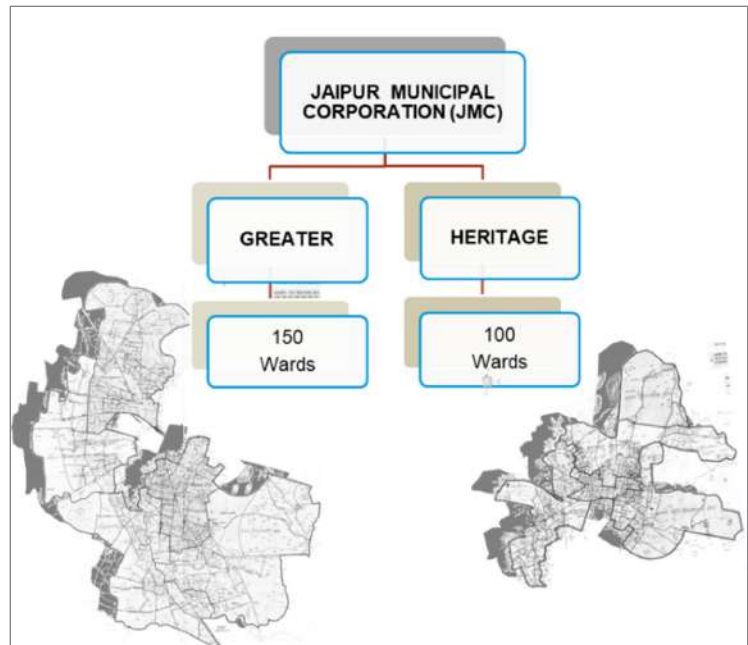 JAIPUR MUNICIPAL
CORPORATION (JMC)
GREATER
HERITAGE
150
Wards
100
Wards